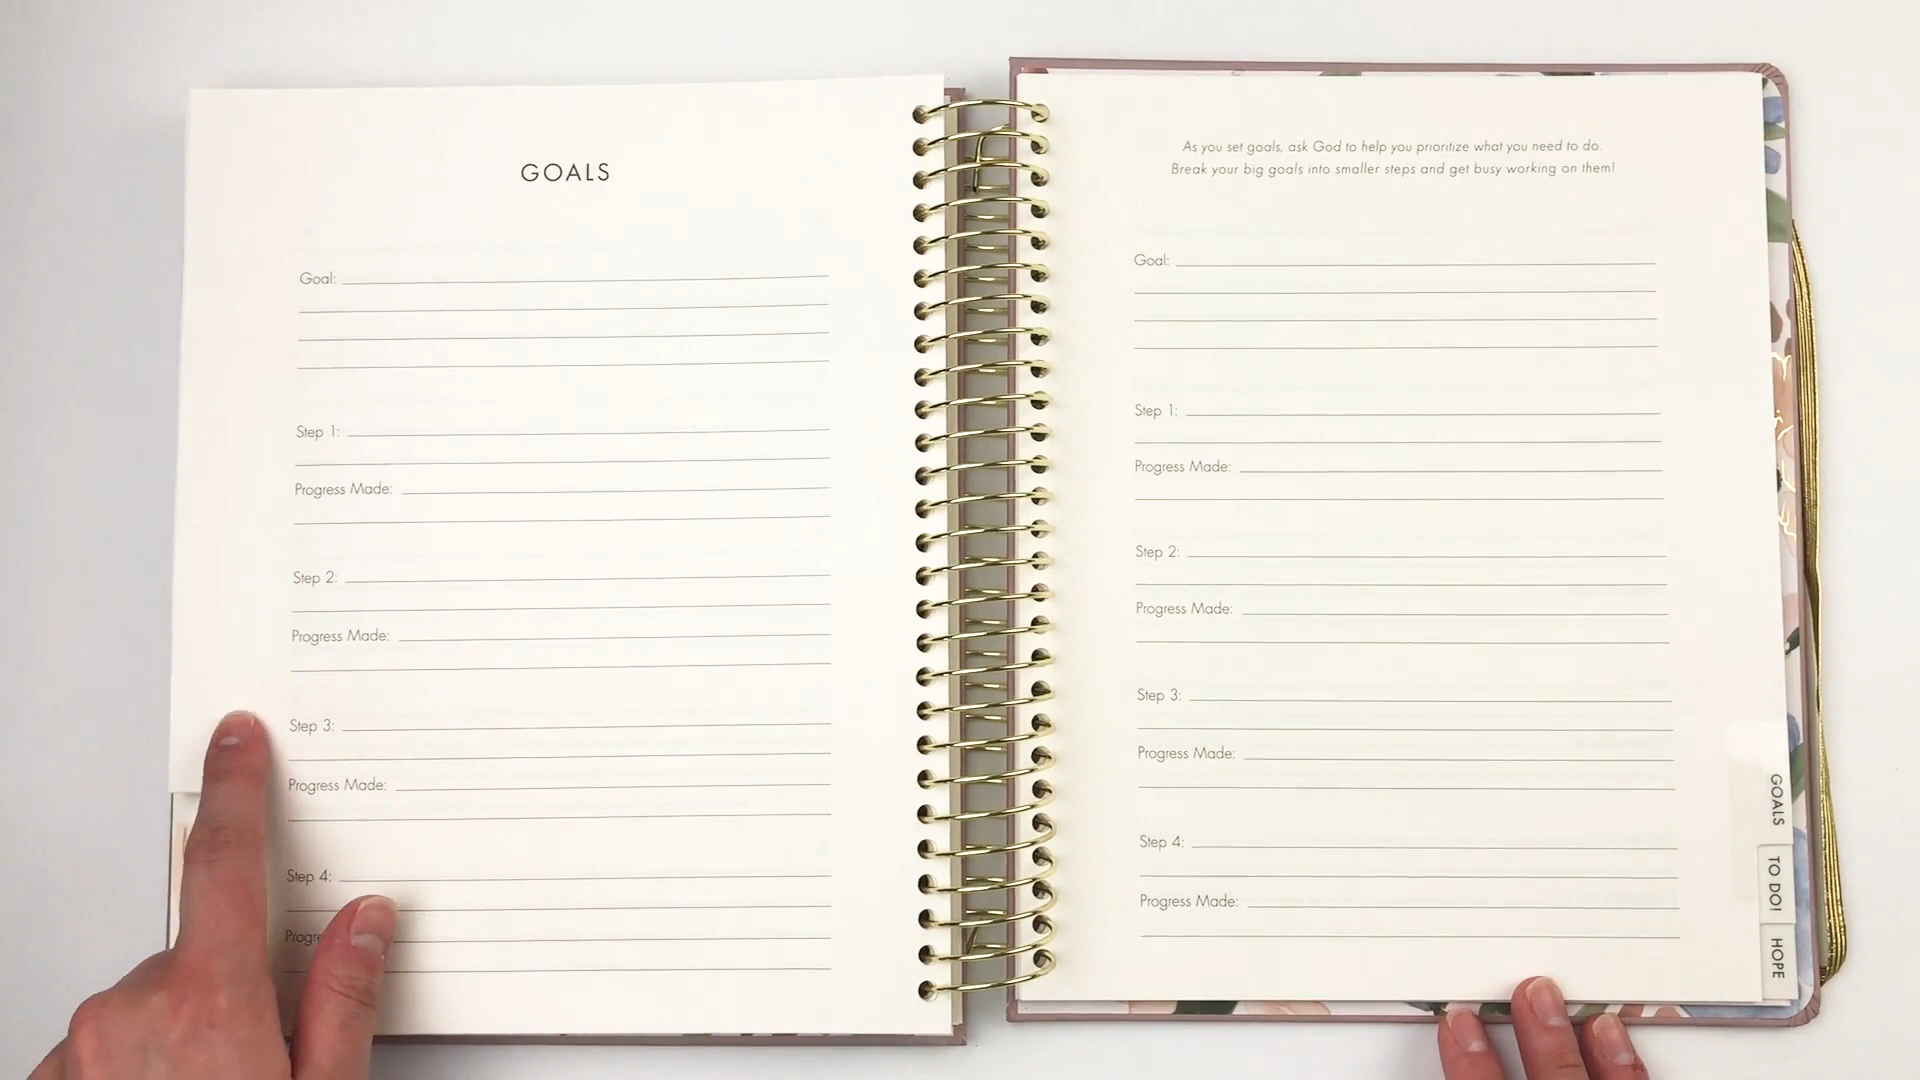 GOALS
Goal:
Step 1:
Progress Made:
Step 2:
Progress Made:
Step 3:
Progress Made:
Step 4:
As you set goals, ask God to help you prioritize what you need to do.
Break your big goals into smaller steps and get busy working on them!
Goal:
Step 1:
Progress Made:
Step 2:
Progress Made:
Step 3:
Progress Made:
Step 4:
Progress Made:
GOALS
TO DO!
HOPE